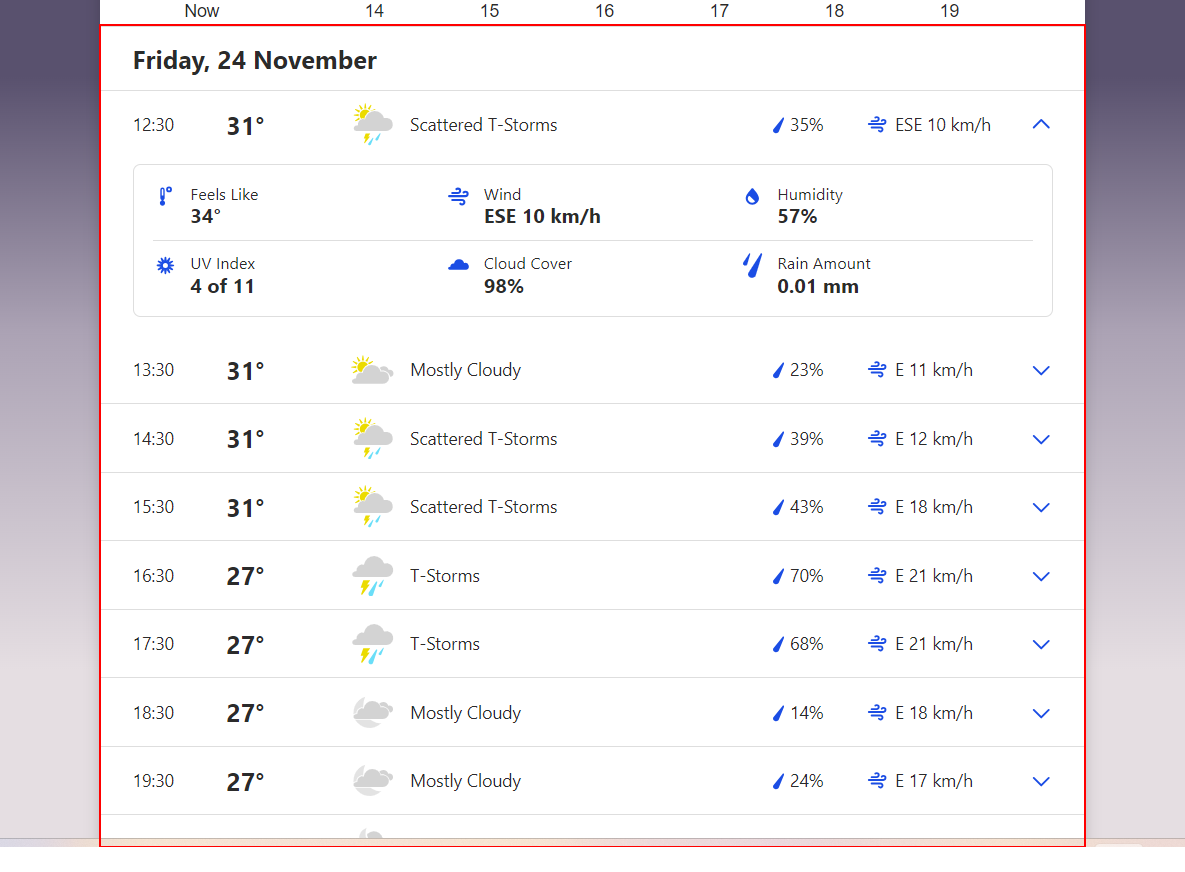 Now 14 15 16 17 18 19
Friday, 24 November
12:30 31° Scattered T-Storms 35% ESE 10 km/h
Feels Like Wind Humidity
34° ESE 10 km/h 57%
UV Index Cloud Cover Rain Amount
4 of 11 98% 0.01 mm
13:30 31° Mostly Cloudy 23% E 11 km/h
14:30 31° Scattered T-Storms 39% E 12 km/h
15:30 31° Scattered T-Storms 43% E 18 km/h
16:30 27° T-Storms 70% E 21 km/h
17:30 27° T-Storms 68% E 21 km/h
18:30 27° Mostly Cloudy 14% E 18 km/h
19:30 27° Mostly Cloudy 24% E 17 km/h